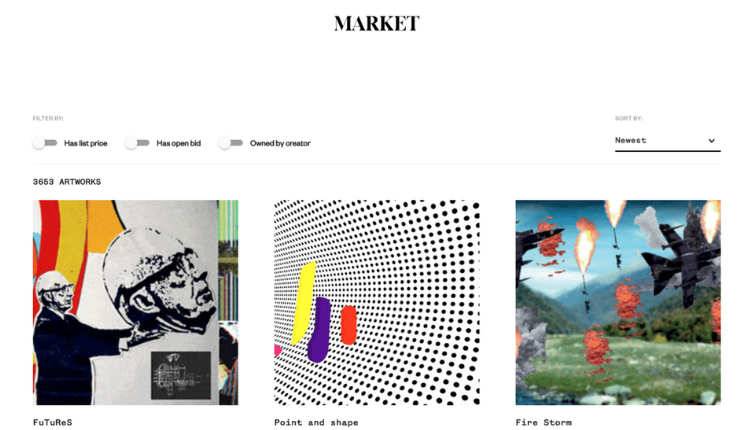 MARKET
FILTER BY:
SORT BY:
Has list price
Has open bid
Owned by creator
Newest
3653 ARTWORKS
FuTuReS
Point and shape
Fire Storm